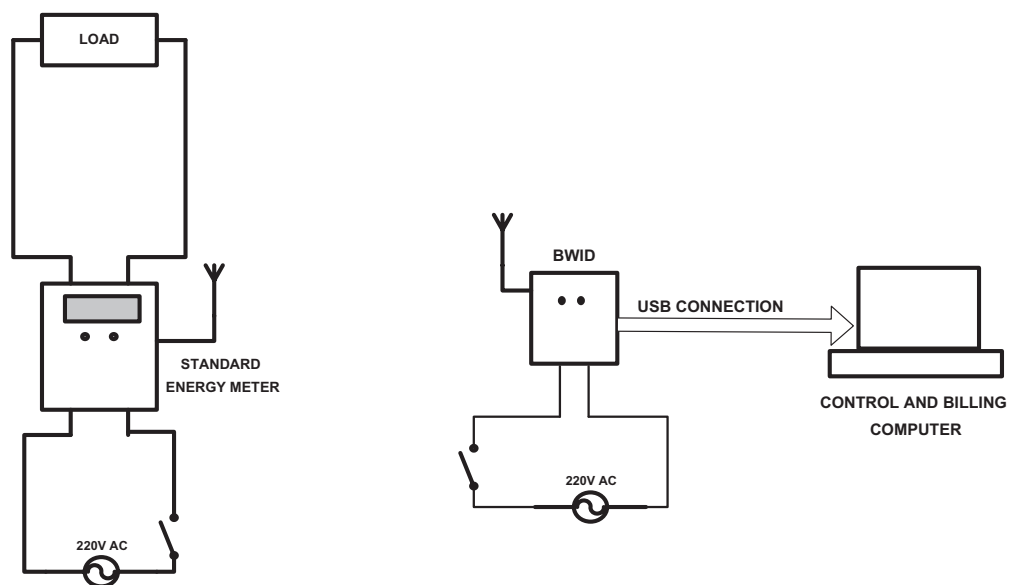 LOAD
BWID
USB CONNECTION
STANDARD
ENERGY METER
CONTROL AND BILLING
COMPUTER
220V AC
220V AC